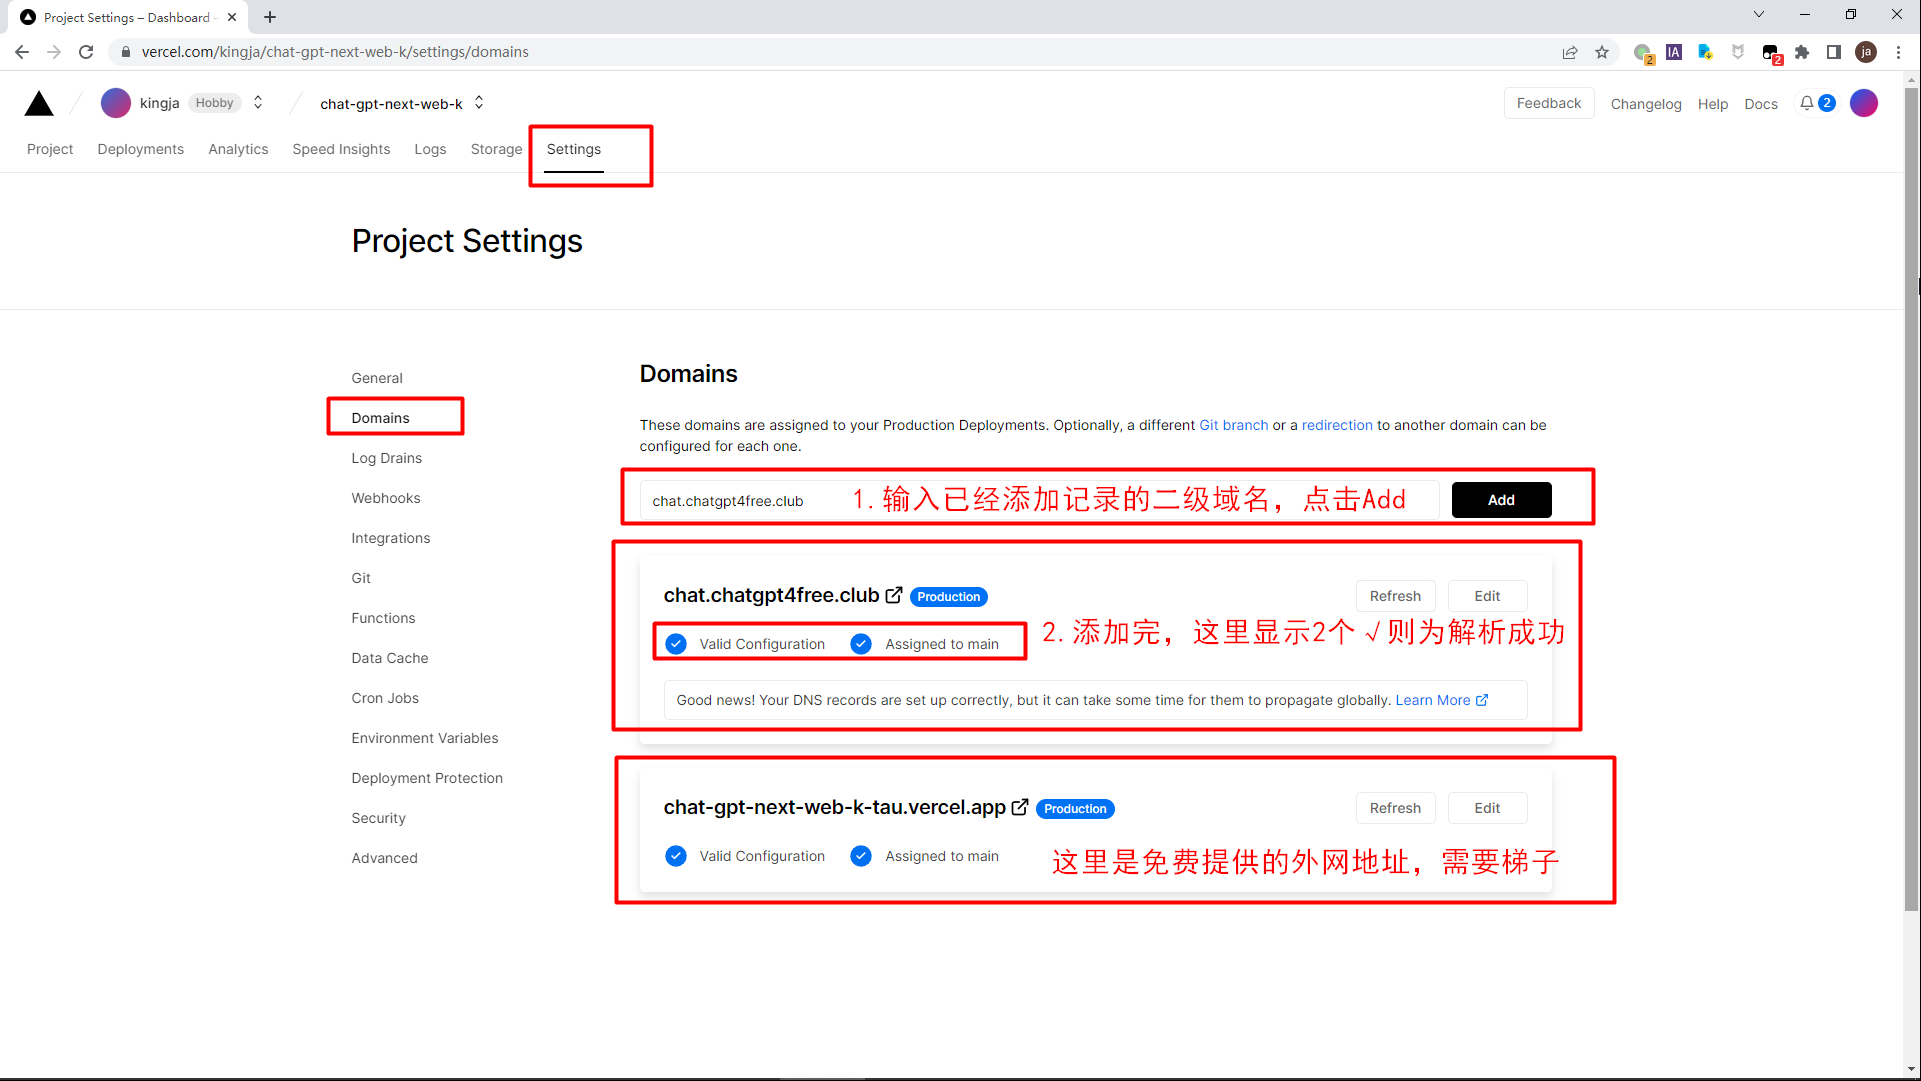 Project Settings – Dashboard -
vercel.com/kingja/chat-gpt-next-web-k/settings/domains
2
IA
2
ja
kingja Hobby chat-gpt-next-web-k
Feedback Changelog Help Docs 2
Project Deployments Analytics Speed Insights Logs Storage Settings
Project Settings
General
Domains
Log Drains
Webhooks
Integrations
Git
Functions
Data Cache
Cron Jobs
Environment Variables
Deployment Protection
Security
Advanced
Domains
These domains are assigned to your Production Deployments. Optionally, a different Git branch or a redirection to another domain can be
configured for each one.
chat.chatgpt4free.club 1. 输入已经添加记录的二级域名，点击Add Add
chat.chatgpt4free.club Production Refresh Edit
Valid Configuration Assigned to main 2. 添加完，这里显示2个√则为解析成功
Good news! Your DNS records are set up correctly, but it can take some time for them to propagate globally. Learn More
chat-gpt-next-web-k-tau.vercel.app Production Refresh Edit
Valid Configuration Assigned to main 这里是免费提供的外网地址，需要梯子